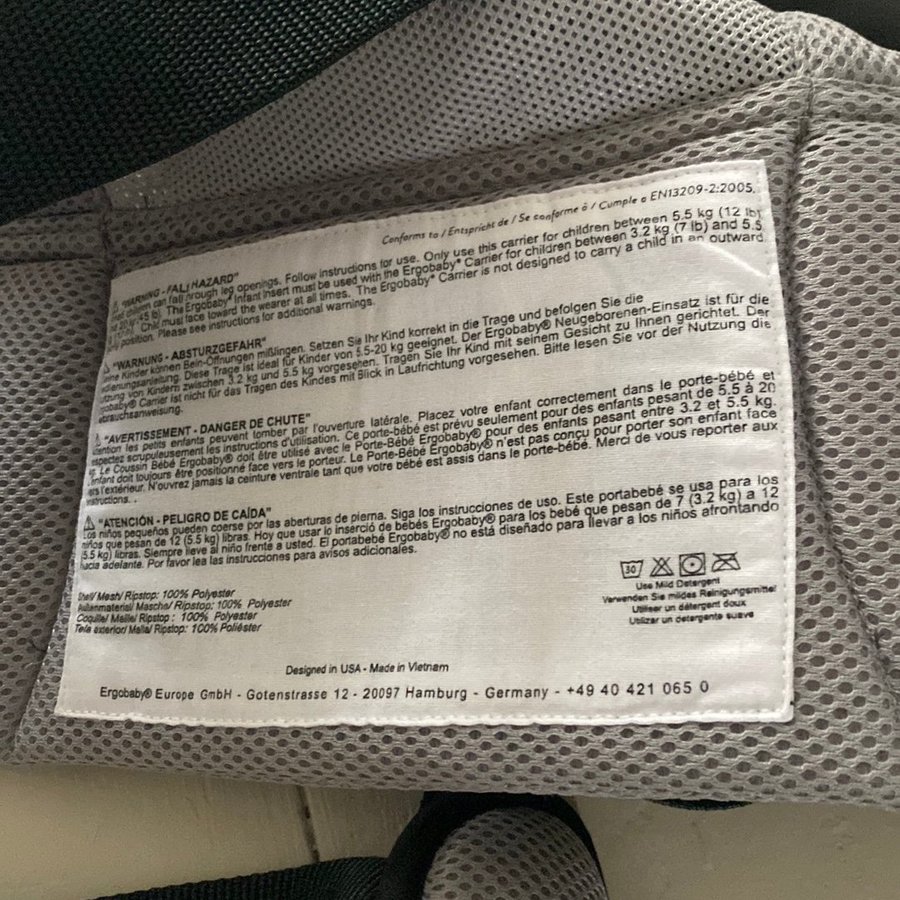 Conforms to / Entspricht de / Se conforme à / Cumple o EN13209-2:2005.
"WARNING - FALL HAZARD"
children can fall through leg openings. Follow instructions for use. Only use this carrier for children between 5.5 kg (12 lb)
45 lb) The Ergobaby® Infant Insert must be used with the Ergobaby® Carrier for children between 3.2 kg (7 lb) and 5.5
Child must face toward the wearer at all times. The Ergobaby® Carrier is not designed to carry a child in an outward
position. Please see instructions for additional warnings.
"WARNUNG - ABSTURZGEFAHR"
Kinder können Bein-Öffnungen mißlingen. Setzen Sie Ihr Kind korrekt in die Trage und befolgen Sie die
Diese Trage ist ideal für Kinder von 5.5-20 kg geeignet. Der Ergobaby® Neugeborenen-Einsatz ist für die
von Kindern zwischen 3.2 kg und 5.5 kg vorgesehen. Tragen Sie Ihr Kind mit seinem Gesicht zu Ihnen gerichtet. Der
Carrier ist nicht für das Tragen des Kindes mit Blick in Laufrichtung vorgesehen. Bitte lesen Sie vor der Nutzung die
"AVERTISSEMENT - DANGER DE CHUTE"
les petits enfants peuvent tomber par l'ouverture latérale. Placez votre enfant correctement dans le porte-bébé et
scrupuleusement les instructions d'utilisation. Ce porte-bébé est prévu seulement pour des enfants pesant de 5.5 à 20
Le Coussin Bébé Ergobaby® doit être utilisé avec le Porte-Bébé Ergobaby® pour des enfants pesant entre 3.2 et 5.5 kg.
doit toujours être positionné face vers le porteur. Le Porte-Bébé Ergobaby® n'est pas conçu pour porter son enfant face
l'extérieur. N'ouvrez jamais la ceinture ventrale tant que votre bébé est assis dans le porte-bébé. Merci de vous reporter aux
instructions.
"ATENCIÓN - PELIGRO DE CAÍDA"
Los niños pequeños pueden coerse por las aberturas de pierna. Siga los instrucciones de uso. Este portabebé se usa para los
niños que pesan de 12 (5.5 kg) libras. Hoy que usar lo inserció de bebés Ergobaby® para los bebé que pesan de 7 (3.2 kg) a 12
(5.5 kg) libras. Siempre lleve al niño frente a usted. El portabebé Ergobaby® no está diseñado para llevar a los niños afrontando
hacia adelante. Por favor lea las instrucciones para avisos adicionales.
30
Use Mild Detergent
Verwenden Sie mildes Reinigungsmittel
Utiliser un détergent doux
Utilizar un detergente suave
Shell/ Mesh/ Ripstop: 100% Polyester
Außenmaterial/ Masche/ Ripstop: 100% Polyester
Coquille/ Maille/ Ripstop : 100% Polyester
Tela exterior/ Malla/ Ripstop: 100% Poliéster
Designed in USA - Made in Vietnam
Ergobaby® Europe GmbH - Gotenstrasse 12 - 20097 Hamburg - Germany - +49 40 421 065 0